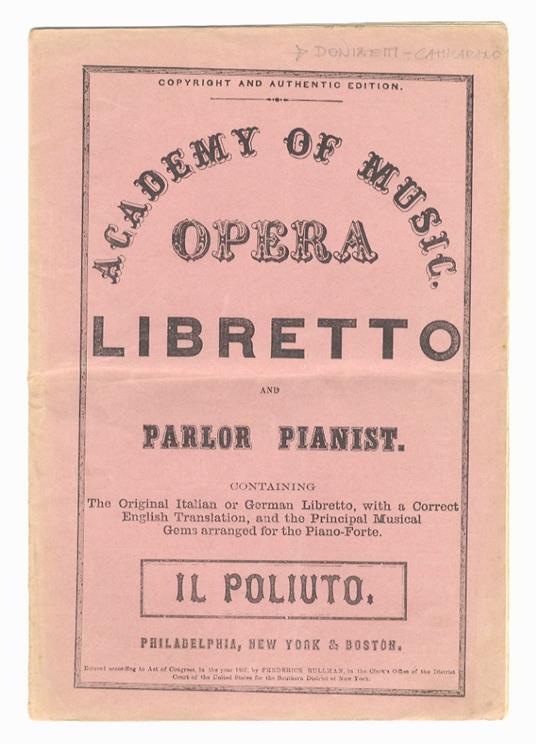 DONIZETTI - CAMMARANO
COPYRIGHT AND AUTHENTIC EDITION.
ACADEMY OF MUSIC.
OPERA
LIBRETTO
AND
PARLOR PIANIST.
CONTAINING
The Original Italian or German Libretto, with a Correct
English Translation, and the Principal Musical
Gems arranged for the Piano-Forte.
IL POLIUTO.
PHILADELPHIA, NEW YORK & BOSTON.
Entered according to Act of Congress, in the year by FREDERICK RULLMAN, in the Clerk's Office of the District
Court of the United States for the Southern District of New York.